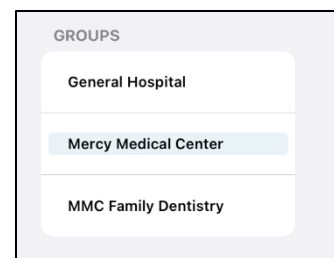 GROUPS
General Hospital
Mercy Medical Center
MMC Family Dentistry